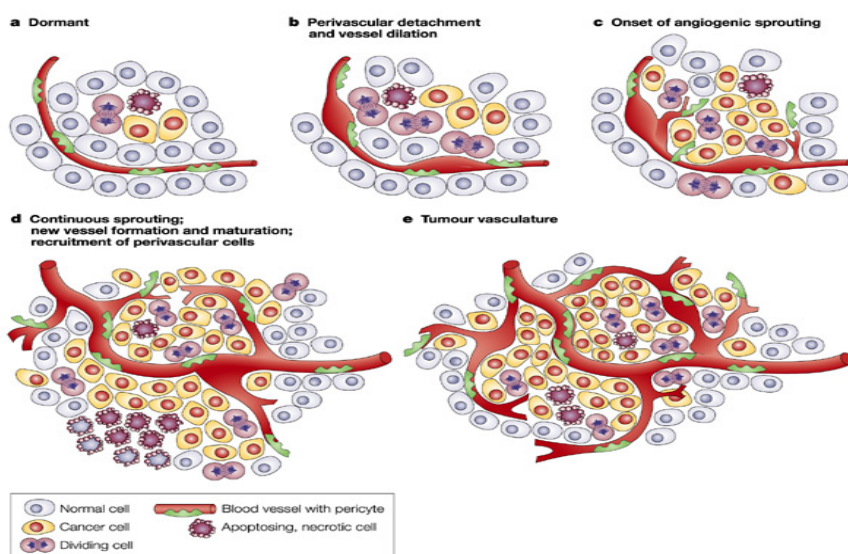 a Dormant
b Perivascular detachment
and vessel dilation
c Onset of angiogenic sprouting
d Continuous sprouting;
new vessel formation and maturation;
recruitment of perivascular cells
e Tumour vasculature
Normal cell
Cancer cell
Dividing cell
Blood vessel with pericyte
Apoptosing, necrotic cell